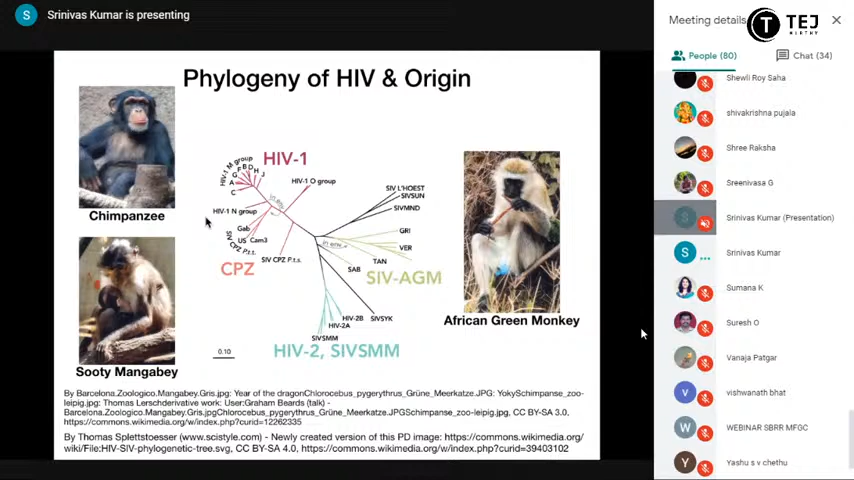 S Srinivas Kumar is presenting
Meeting details
TEJ
People (80)
Chat (34)
Phylogeny of HIV & Origin
Chimpanzee
Sooty Mangabey
African Green Monkey
HIV-1
HIV-1 M group
G F B D H J
A
C
HIV-1 O group
HIV-1 N group
Gab
US Cam3
SIV CPZ P.t.t.
CPZ
SIV CPZ P.t.s.
SIV L'HOEST
SIVSUN
SIVMND
GRI
VER
TAN
SAB
SIV-AGM
SIVSYK
HIV-2B
HIV-2A
SIVSMM
HIV-2, SIVSMM
0.10
By Barcelona.Zoologico.Mangabey.Gris.jpg: Year of the dragonChlorocebus_pygerythrus_Grüne_Meerkatze.JPG: YokySchimpanse_zoo-
leipig.jpg: Thomas Lerschderivative work: User:Graham Beards (talk) -
Barcelona.Zoologico.Mangabey.Gris.jpgChlorocebus_pygerythrus_Grüne_Meerkatze.JPGSchimpanse_zoo-leipig.jpg, CC BY-SA 3.0,
https://commons.wikimedia.org/w/index.php?curid=12262335
By Thomas Splettstoesser (www.scistyle.com) - Newly created version of this PD image: https://commons.wikimedia.org/
wiki/File:HIV-SIV-phylogenetic-tree.svg, CC BY-SA 4.0, https://commons.wikimedia.org/w/index.php?curid=39403102
Shewli Roy Saha
shivakrishna pujala
Shree Raksha
Sreenivasa G
S Srinivas Kumar (Presentation)
S Srinivas Kumar
Sumana K
Suresh O
Vanaja Patgar
V vishwanath bhat
W WEBINAR SBRR MFGC
Y Yashu s v chethu